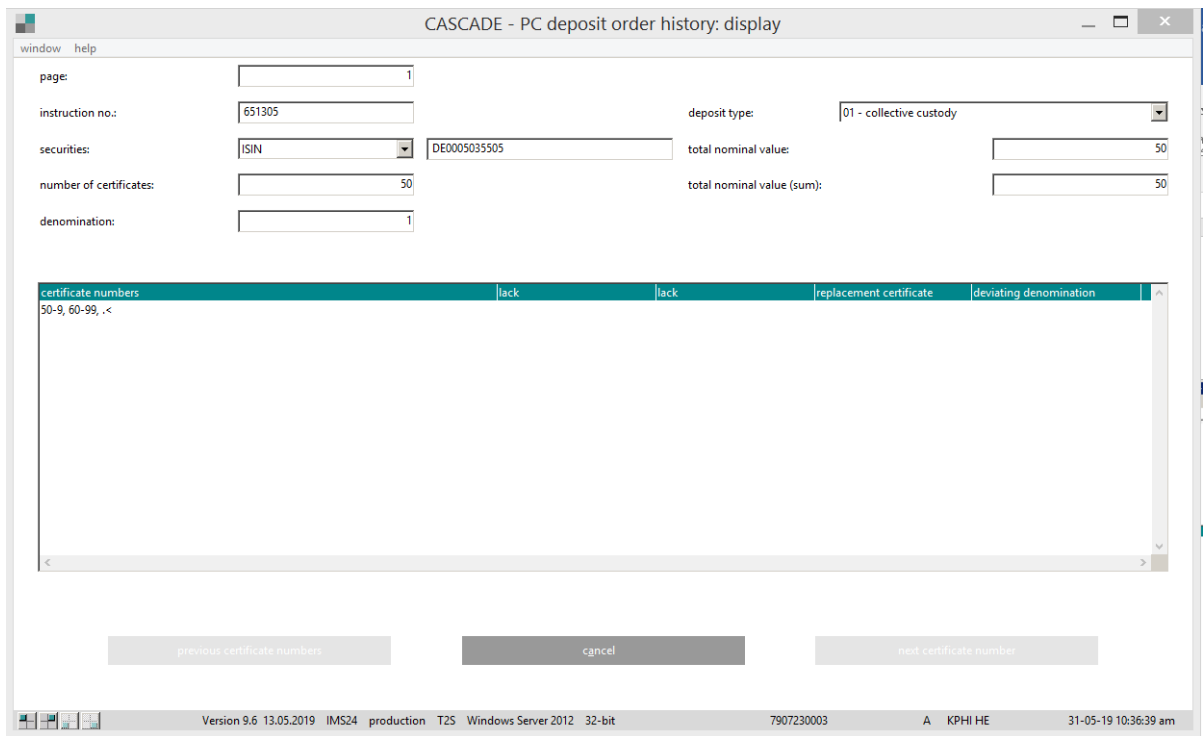 CASCADE - PC deposit order history: display
window help
page: 1
instruction no.: 651305 deposit type: 01 - collective custody
securities: ISIN DE0005035505 total nominal value: 50
number of certificates: 50 total nominal value (sum): 50
denomination: 1
certificate numbers lack lack replacement certificate deviating denomination
50-9, 60-99, .<
previous certificate numbers cancel next certificate number
Version 9.6 13.05.2019 IMS24 production T2S Windows Server 2012 32-bit 7907230003 A KPHI HE 31-05-19 10:36:39 am